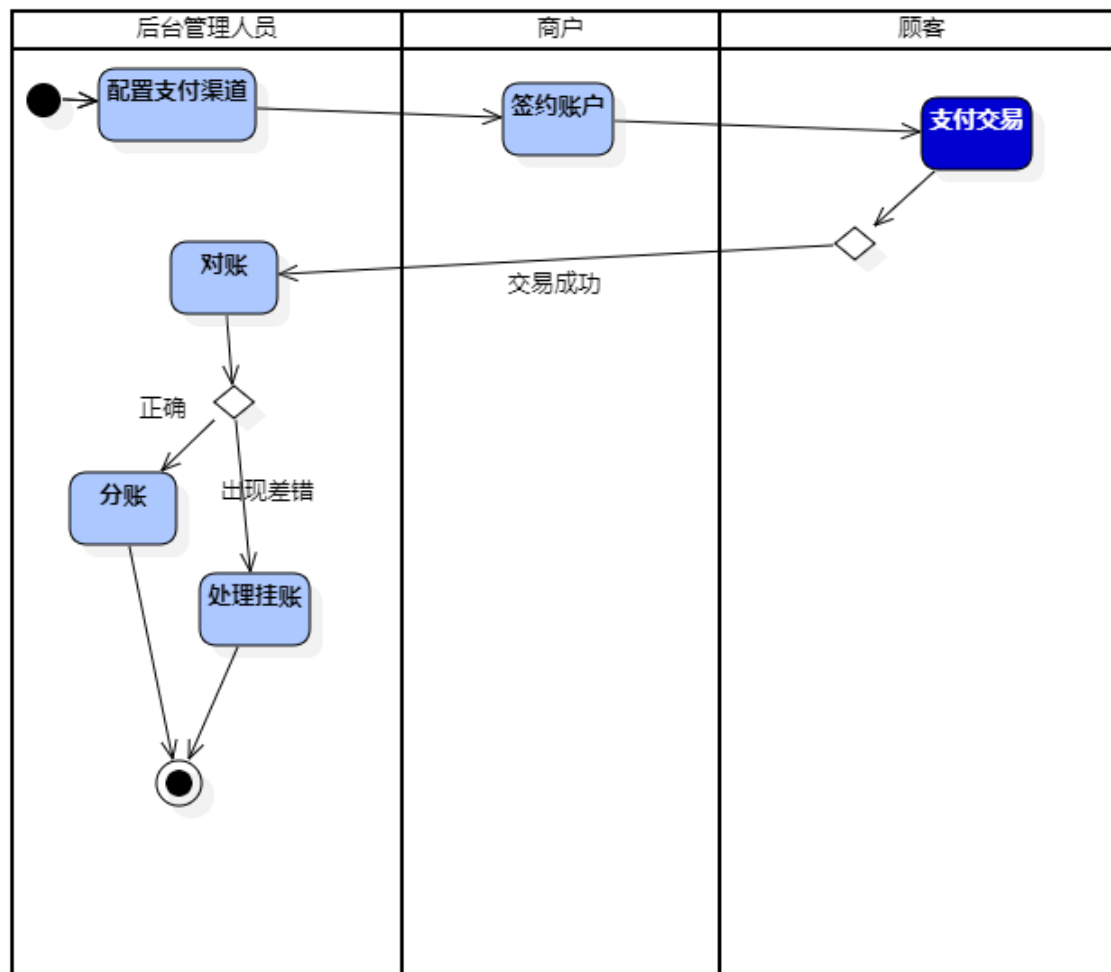 后台管理人员
商户
顾客
配置支付渠道
签约账户
支付交易
对账
交易成功
正确
分账
出现差错
处理挂账